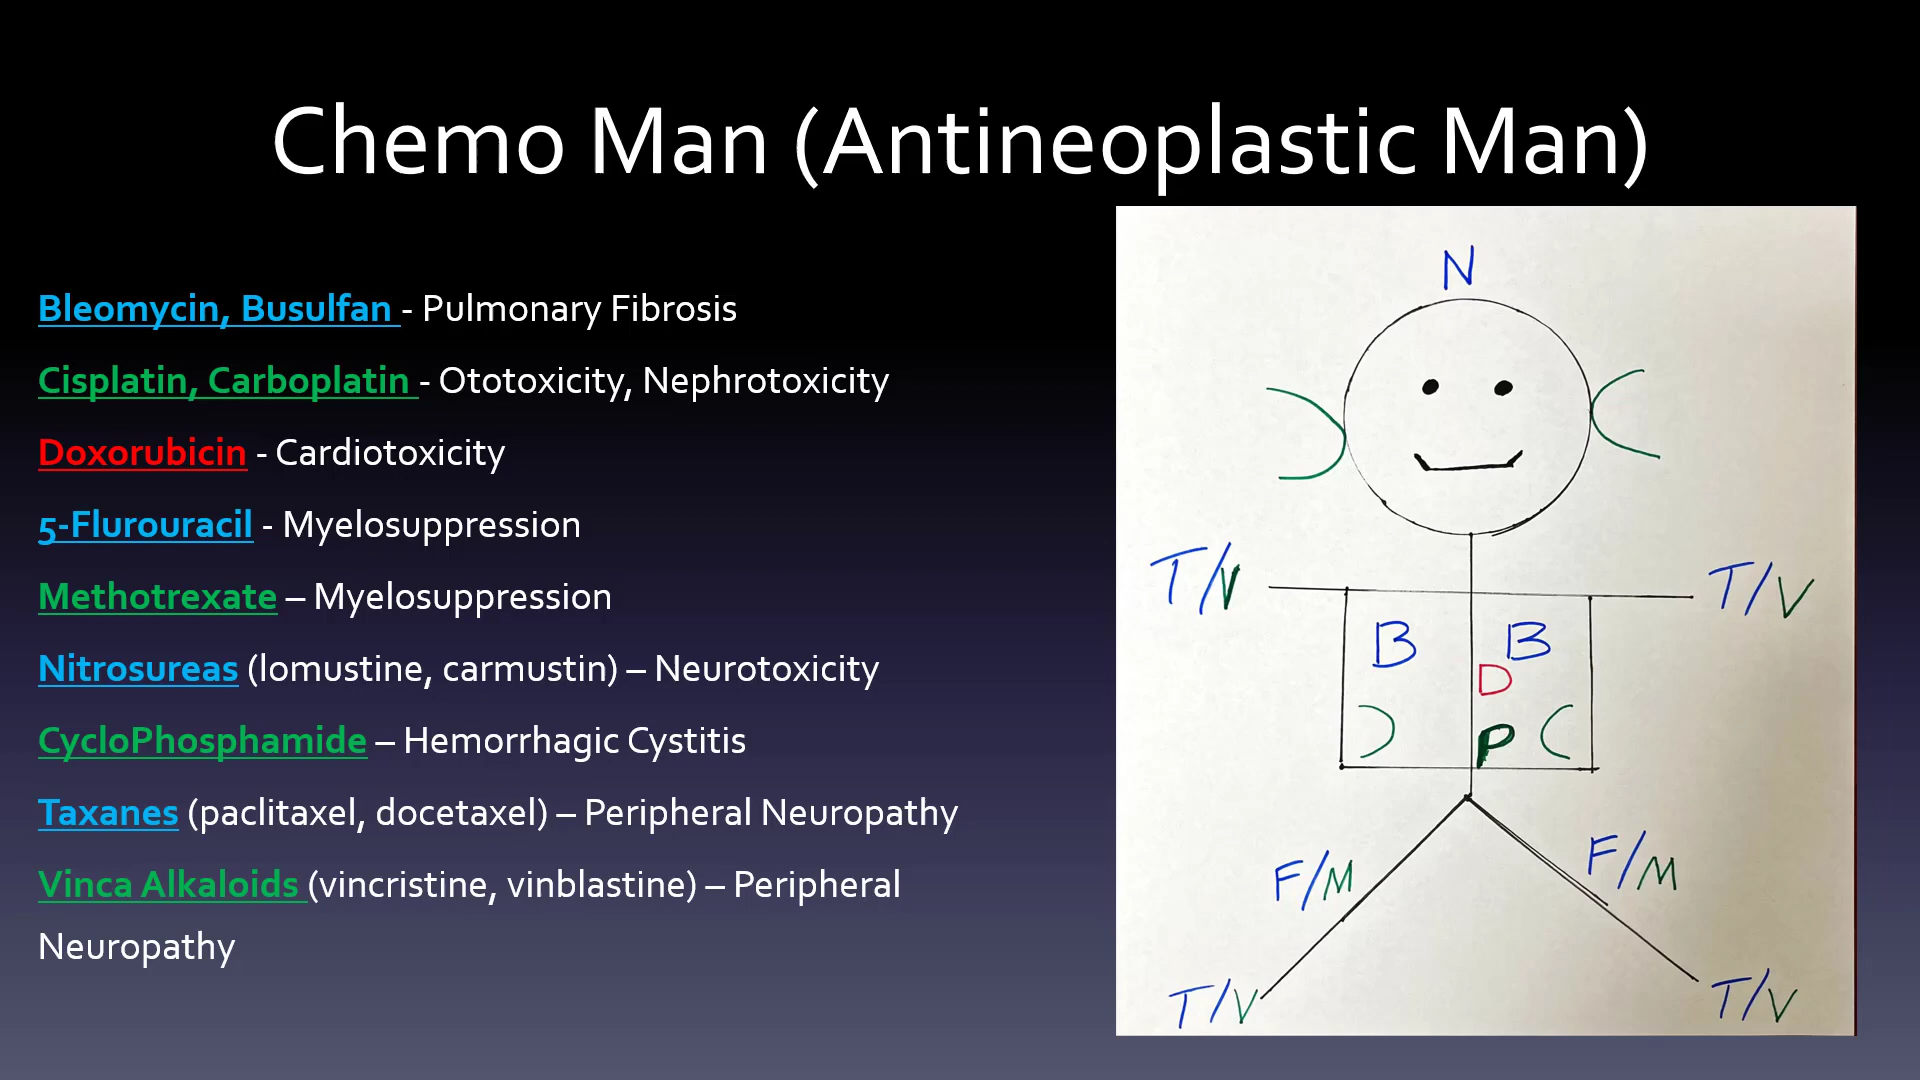 Chemo Man (Antineoplastic Man)
Bleomycin, Busulfan - Pulmonary Fibrosis
Cisplatin, Carboplatin - Ototoxicity, Nephrotoxicity
Doxorubicin - Cardiotoxicity
5-Flurouracil - Myelosuppression
Methotrexate – Myelosuppression
Nitrosureas (lomustine, carmustin) – Neurotoxicity
CycloPhosphamide – Hemorrhagic Cystitis
Taxanes (paclitaxel, docetaxel) – Peripheral Neuropathy
Vinca Alkaloids (vincristine, vinblastine) – Peripheral
Neuropathy
N
C C
T/V T/V
B B
D
C P C
F/M F/M
T/V T/V